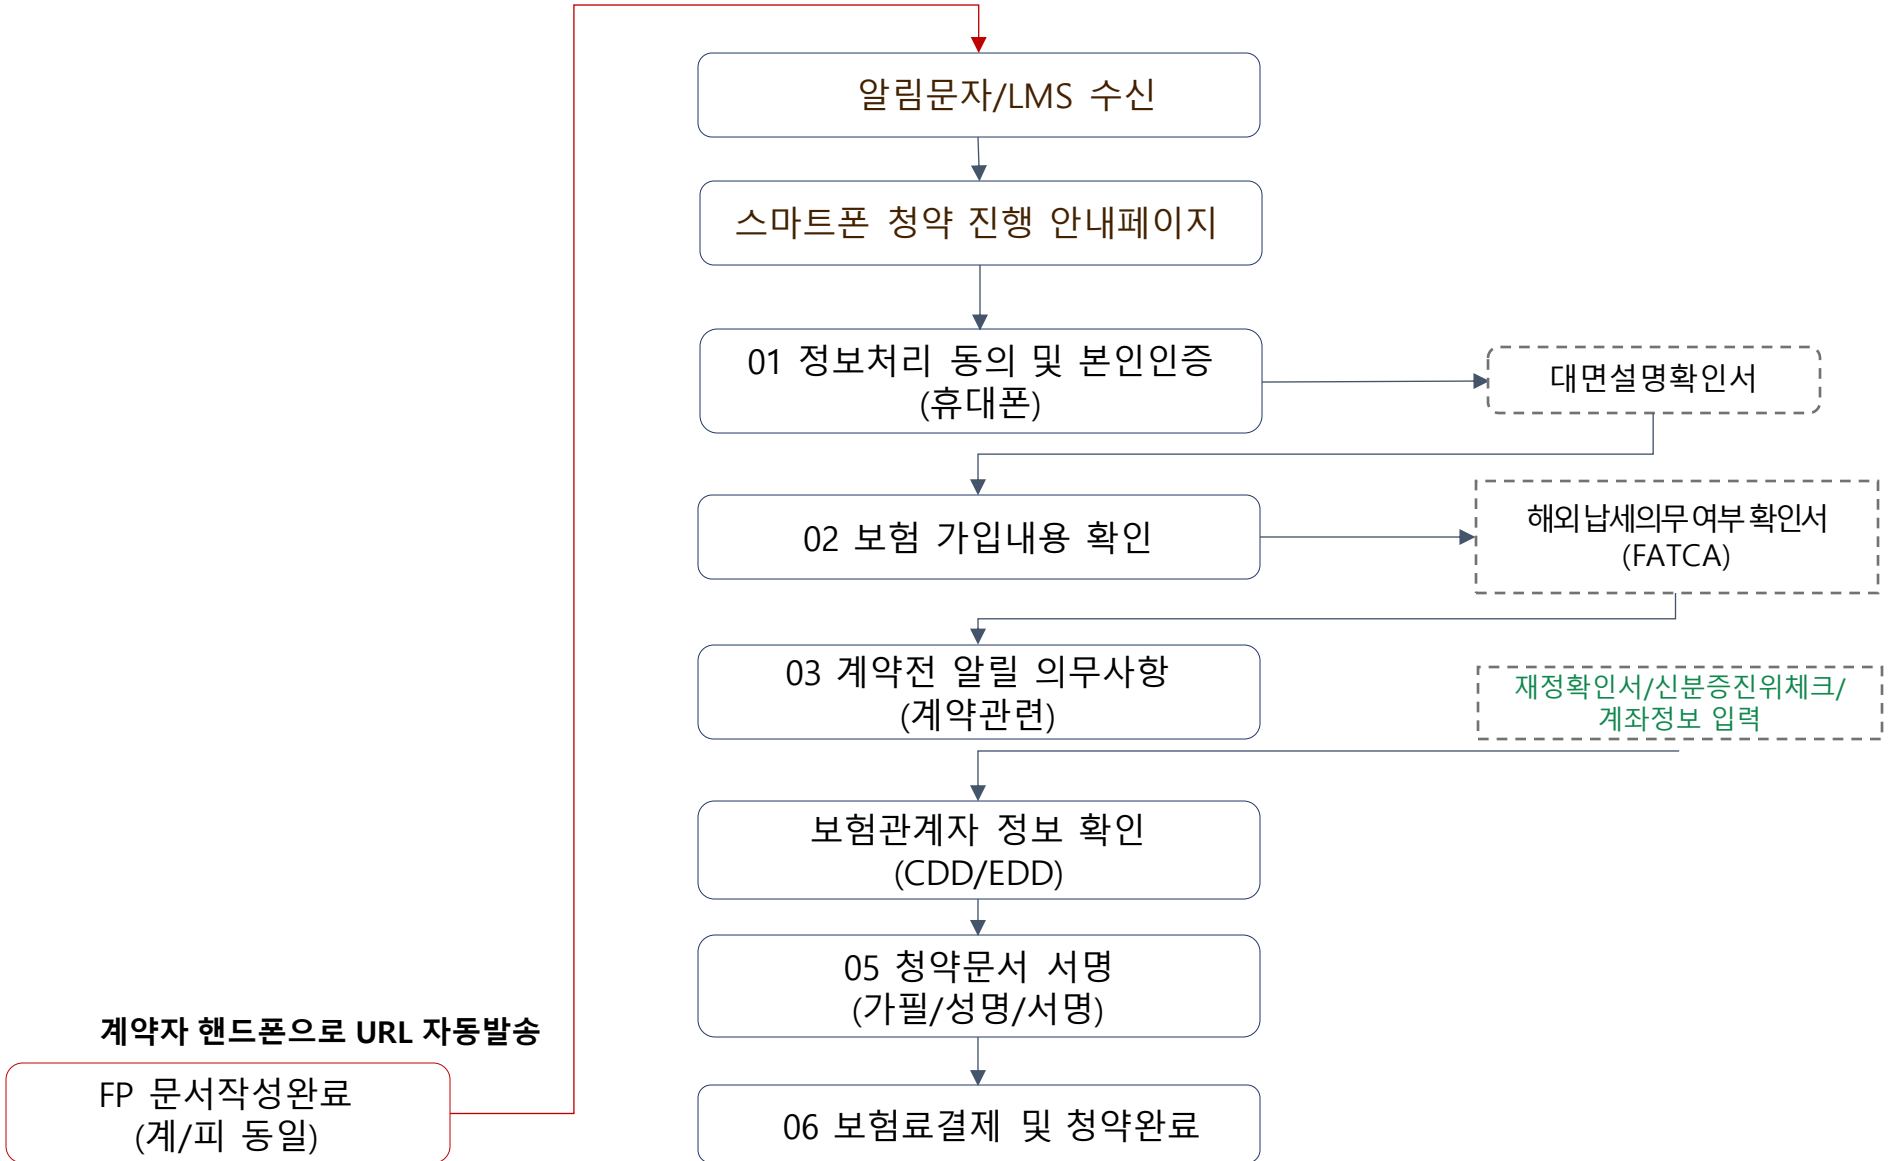 알림문자/LMS 수신
스마트폰 청약 진행 안내페이지
01 정보처리 동의 및 본인인증
(휴대폰)
대면설명확인서
02 보험 가입내용 확인
해외 납세의무 여부 확인서
(FATCA)
03 계약전 알릴 의무사항
(계약관련)
재정확인서/신분증진위체크/
계좌정보 입력
보험관계자 정보 확인
(CDD/EDD)
05 청약문서 서명
(가필/성명/서명)
계약자 핸드폰으로 URL 자동발송
FP 문서작성완료
(계/피 동일)
06 보험료결제 및 청약완료